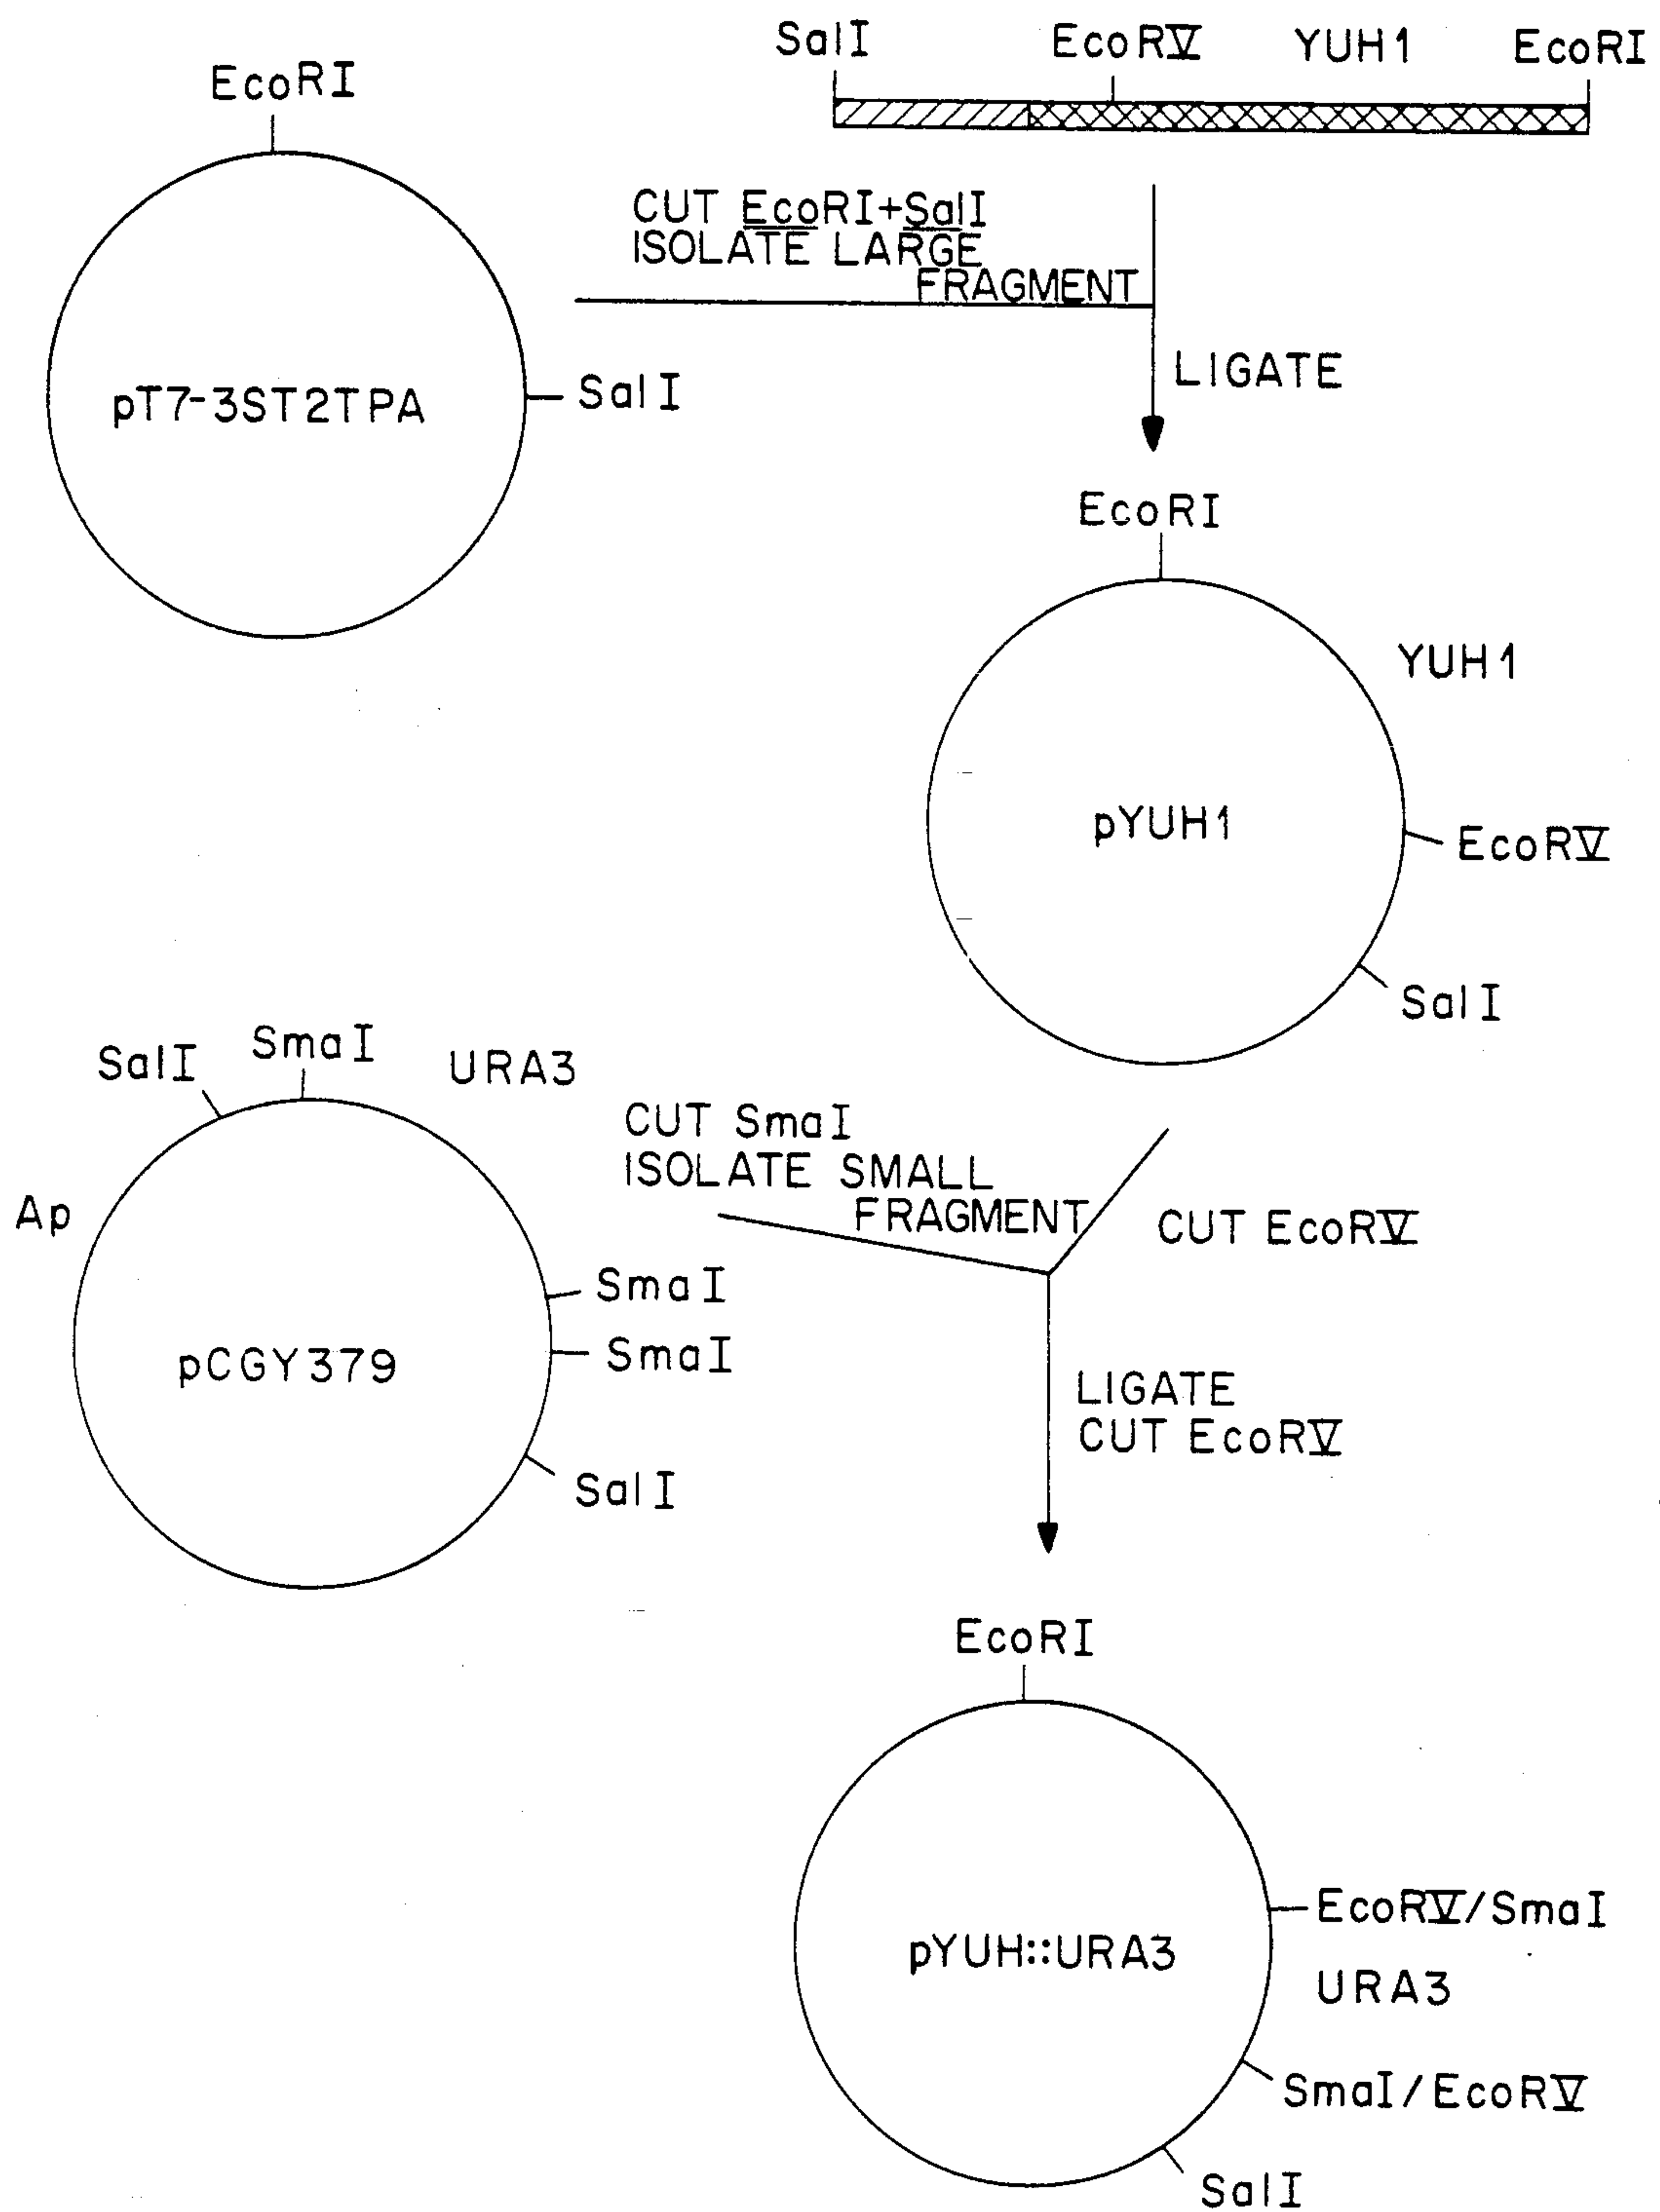 SalI
EcoRV
YUH1
EcoRI
EcoRI
CUT EcoRI+SalI
ISOLATE LARGE
FRAGMENT
pT7-3ST2TPA
SalI
LIGATE
EcoRI
YUH1
pYUH1
EcoRV
SalI
SalI
SmaI
URA3
Ap
CUT SmaI
ISOLATE SMALL
FRAGMENT
CUT EcoRV
SmaI
SmaI
pCGY379
SalI
LIGATE
CUT EcoRV
EcoRI
EcoRV/SmaI
pYUH::URA3
URA3
SmaI/EcoRV
SalI